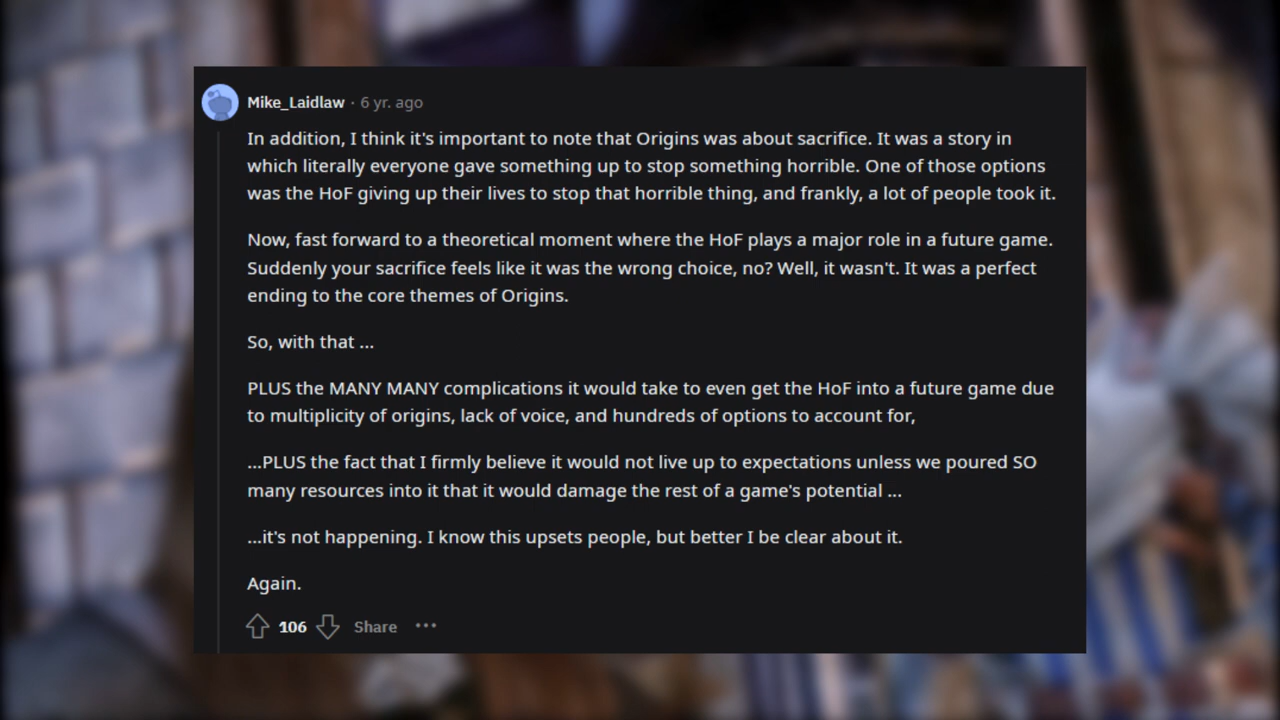 Mike_Laidlaw · 6 yr. ago
In addition, I think it's important to note that Origins was about sacrifice. It was a story in
which literally everyone gave something up to stop something horrible. One of those options
was the HoF giving up their lives to stop that horrible thing, and frankly, a lot of people took it.
Now, fast forward to a theoretical moment where the HoF plays a major role in a future game.
Suddenly your sacrifice feels like it was the wrong choice, no? Well, it wasn't. It was a perfect
ending to the core themes of Origins.
So, with that ...
PLUS the MANY MANY complications it would take to even get the HoF into a future game due
to multiplicity of origins, lack of voice, and hundreds of options to account for,
...PLUS the fact that I firmly believe it would not live up to expectations unless we poured SO
many resources into it that it would damage the rest of a game's potential ...
...it's not happening. I know this upsets people, but better I be clear about it.
Again.
106 Share ···